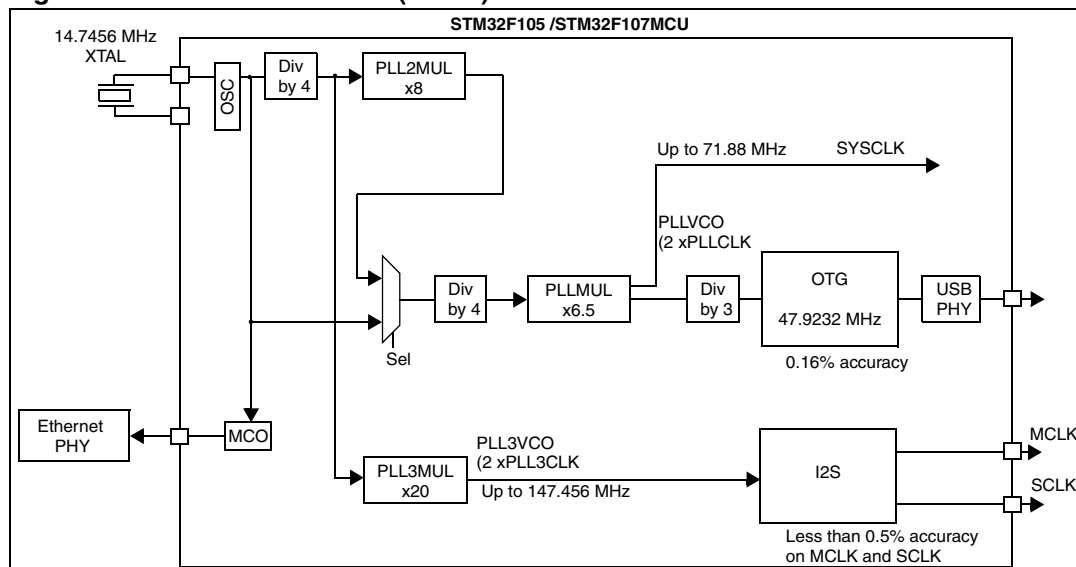 STM32F105 /STM32F107MCU
14.7456 MHz
XTAL
OSC
Div
by 4
PLL2MUL
x8
Up to 71.88 MHz
SYSCLK
PLLVCO
(2 xPLLCLK
Sel
Div
by 4
PLLMUL
x6.5
Div
by 3
OTG
47.9232 MHz
USB
PHY
0.16% accuracy
Ethernet
PHY
MCO
PLL3MUL
x20
PLL3VCO
(2 xPLL3CLK
Up to 147.456 MHz
I2S
MCLK
SCLK
Less than 0.5% accuracy
on MCLK and SCLK